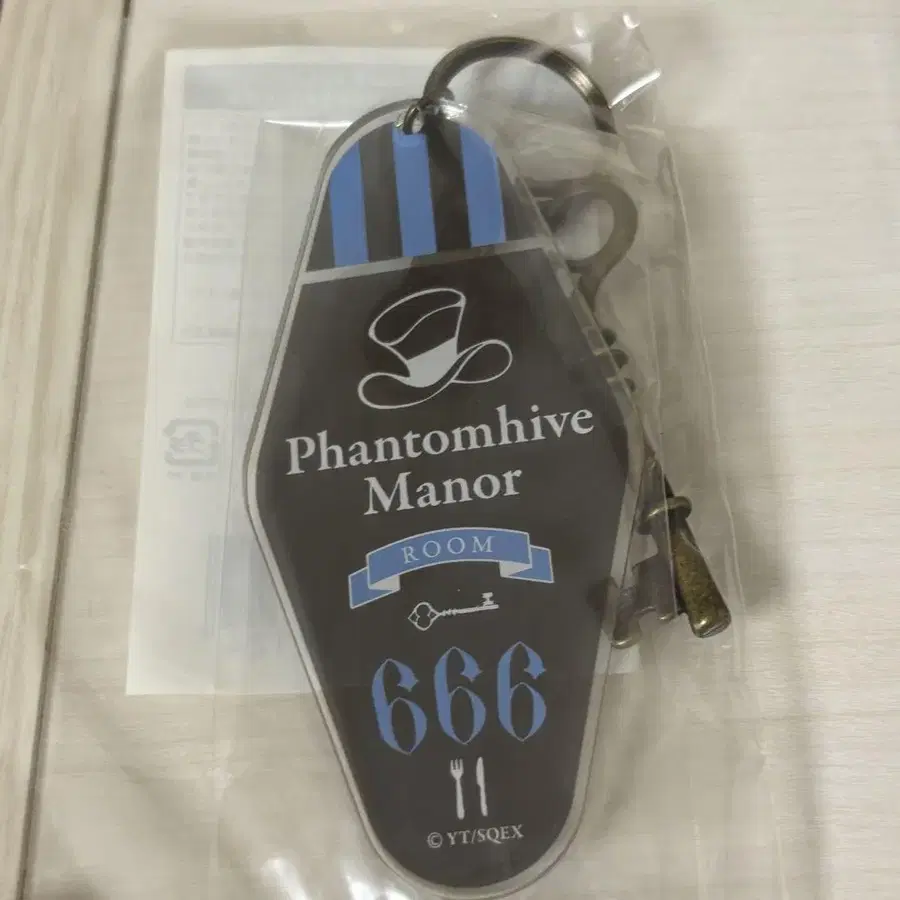 Phantomhive
Manor
ROOM
666
© YT/SQEX